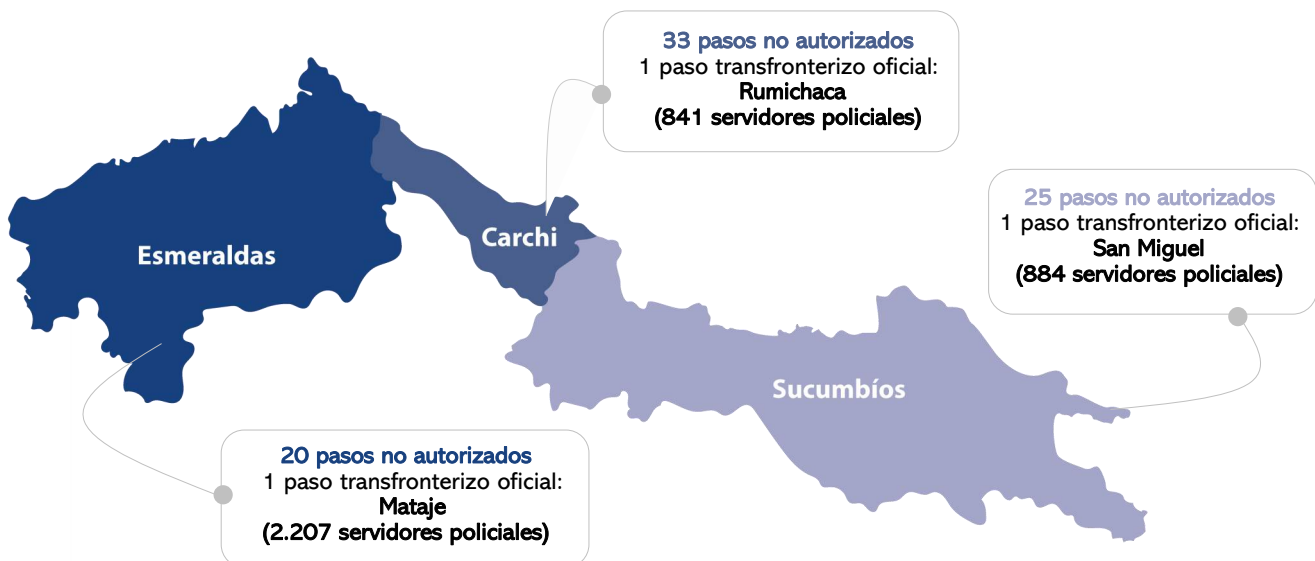 33 pasos no autorizados
1 paso transfronterizo oficial:
Rumichaca
(841 servidores policiales)
25 pasos no autorizados
1 paso transfronterizo oficial:
San Miguel
(884 servidores policiales)
Esmeraldas
Carchi
Sucumbíos
20 pasos no autorizados
1 paso transfronterizo oficial:
Mataje
(2.207 servidores policiales)